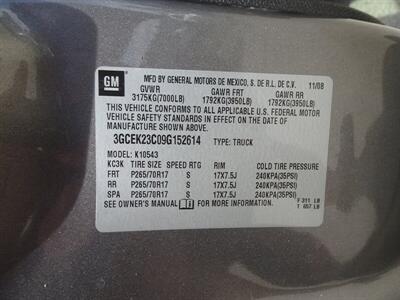 GM
MFD BY GENERAL MOTORS DE MEXICO, S. DE R.L. DE C.V. 11/08
GVWR GAWR FRT GAWR RR
3175KG(7000LB) 1792KG(3950LB) 1792KG(3950LB)
THIS VEHICLE CONFORMS TO ALL APPLICABLE U.S. FEDERAL MOTOR
VEHICLE SAFETY STANDARDS IN EFFECT ON THE DATE OF
MANUFACTURE SHOWN ABOVE.
3GCEK23C09G152614 TYPE: TRUCK
MODEL: K10543
KC3K TIRE SIZE SPEED RTG RIM COLD TIRE PRESSURE
FRT P265/70R17 S 17X7.5J 240KPA(35PSI)
RR P265/70R17 S 17X7.5J 240KPA(35PSI)
SPA P265/70R17 S 17X7.5J 240KPA(35PSI)
SEE OWNER'S MANUAL FOR MORE INFORMATION.
F 311 LB
T 657 LB